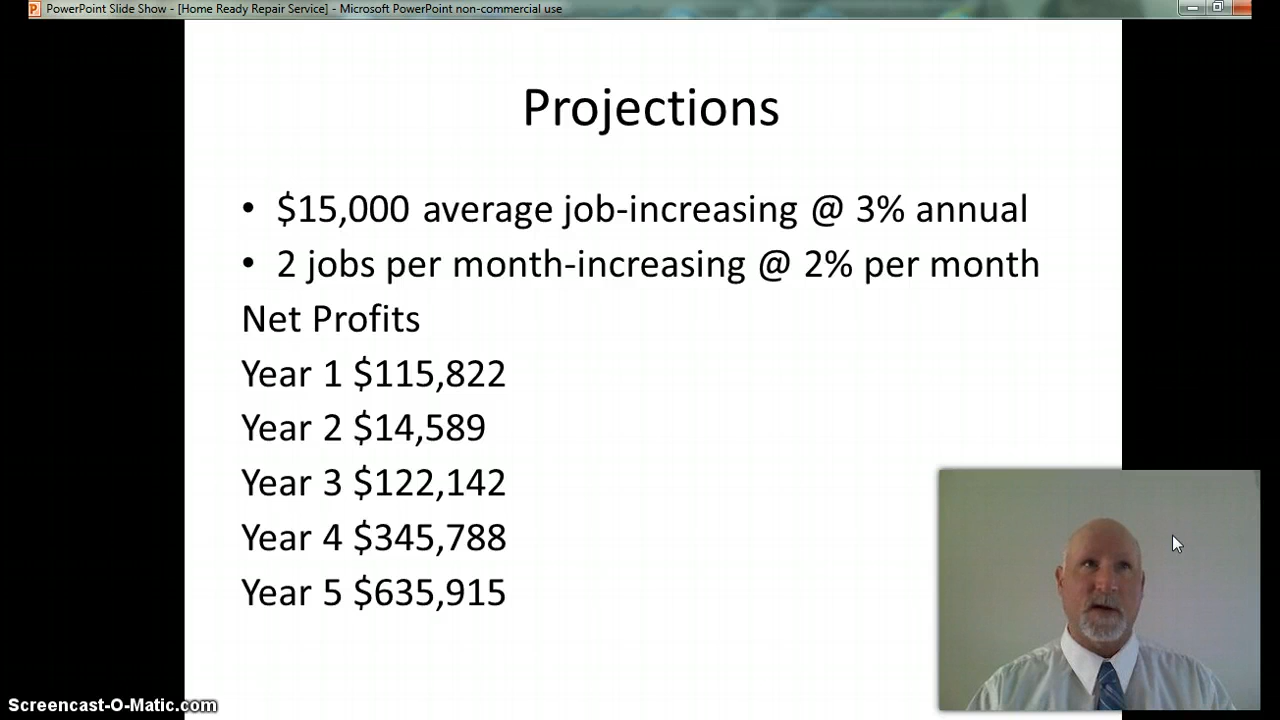 PowerPoint Slide Show - [Home Ready Repair Service] - Microsoft PowerPoint non-commercial use
Projections
• $15,000 average job-increasing @ 3% annual
• 2 jobs per month-increasing @ 2% per month
Net Profits
Year 1 $115,822
Year 2 $14,589
Year 3 $122,142
Year 4 $345,788
Year 5 $635,915
Screencast-O-Matic.com